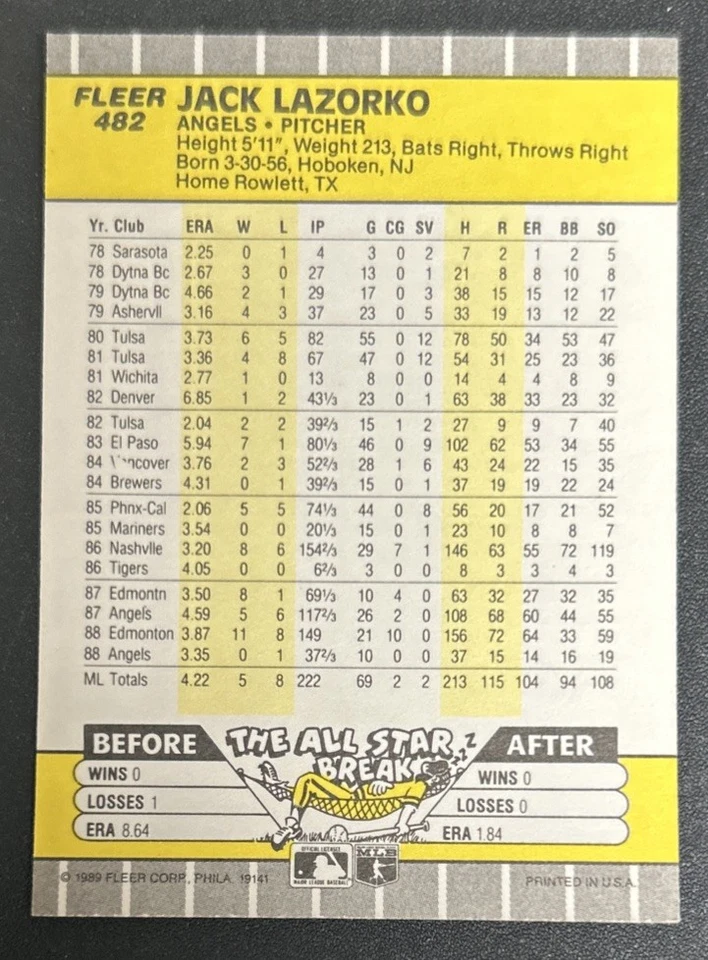 FLEER JACK LAZORKO
482 ANGELS • PITCHER
Height 5'11", Weight 213, Bats Right, Throws Right
Born 3-30-56, Hoboken, NJ
Home Rowlett, TX
Yr. Club ERA W L IP G CG SV H R ER BB SO
78 Sarasota 2.25 0 1 4 3 0 2 7 2 1 2 5
78 Dytna Bc 2.67 3 0 27 13 0 1 21 8 8 10 8
79 Dytna Bc 4.66 2 1 29 17 0 3 38 15 15 12 17
79 Ashervll 3.16 4 3 37 23 0 5 33 19 13 12 22
80 Tulsa 3.73 6 5 82 55 0 12 78 50 34 53 47
81 Tulsa 3.36 4 8 67 47 0 12 54 31 25 23 36
81 Wichita 2.77 1 0 13 8 0 0 14 4 4 8 9
82 Denver 6.85 1 2 43⅓ 23 0 1 63 38 33 23 32
82 Tulsa 2.04 2 2 39⅔ 15 1 2 27 9 9 7 40
83 El Paso 5.94 7 1 80⅓ 46 0 9 102 62 53 34 55
84 3.76 2 3 52⅔ 28 1 6 43 24 22 15 35
84 Brewers 4.31 0 1 39⅔ 15 0 1 37 19 19 22 24
85 Phnx-Cal 2.06 5 5 74⅓ 44 0 8 56 20 17 21 52
85 Mariners 3.54 0 0 20⅓ 15 0 1 23 10 8 8 7
86 Nashvlle 3.20 8 6 154⅔ 29 7 1 146 63 55 72 119
86 Tigers 4.05 0 0 6⅔ 3 0 0 8 3 3 4 3
87 Edmontn 3.50 8 1 69⅓ 10 4 0 63 32 27 32 35
87 Angels 4.59 5 6 117⅔ 26 2 0 108 68 60 44 55
88 Edmonton 3.87 11 8 149 21 10 0 156 72 64 33 59
88 Angels 3.35 0 1 37⅔ 10 0 0 37 15 14 16 19
ML Totals 4.22 5 8 222 69 2 2 213 115 104 94 108
BEFORE THE ALL STAR BREAK ZZZ AFTER
WINS 0 WINS 0
LOSSES 1 LOSSES 0
ERA 8.64 ERA 1.84
OFFICIAL LICENSEE
MAJOR LEAGUE BASEBALL
MLB
© 1989 FLEER CORP., PHILA. 19141 PRINTED IN U.S.A.